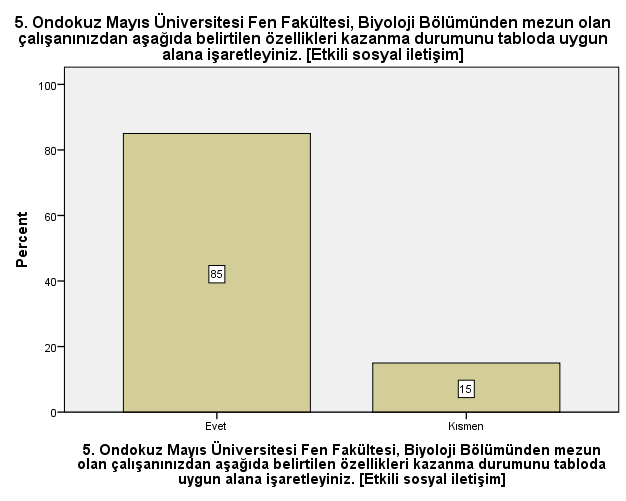 5. Ondokuz Mayıs Üniversitesi Fen Fakültesi, Biyoloji Bölümünden mezun olan
çalışanınızdan aşağıda belirtilen özellikleri kazanma durumunu tabloda uygun
alana işaretleyiniz. [Etkili sosyal iletişim]
100
80
60
40
20
0
Percent
85
15
Evet
Kısmen
5. Ondokuz Mayıs Üniversitesi Fen Fakültesi, Biyoloji Bölümünden mezun
olan çalışanınızdan aşağıda belirtilen özellikleri kazanma durumunu tabloda
uygun alana işaretleyiniz. [Etkili sosyal iletişim]